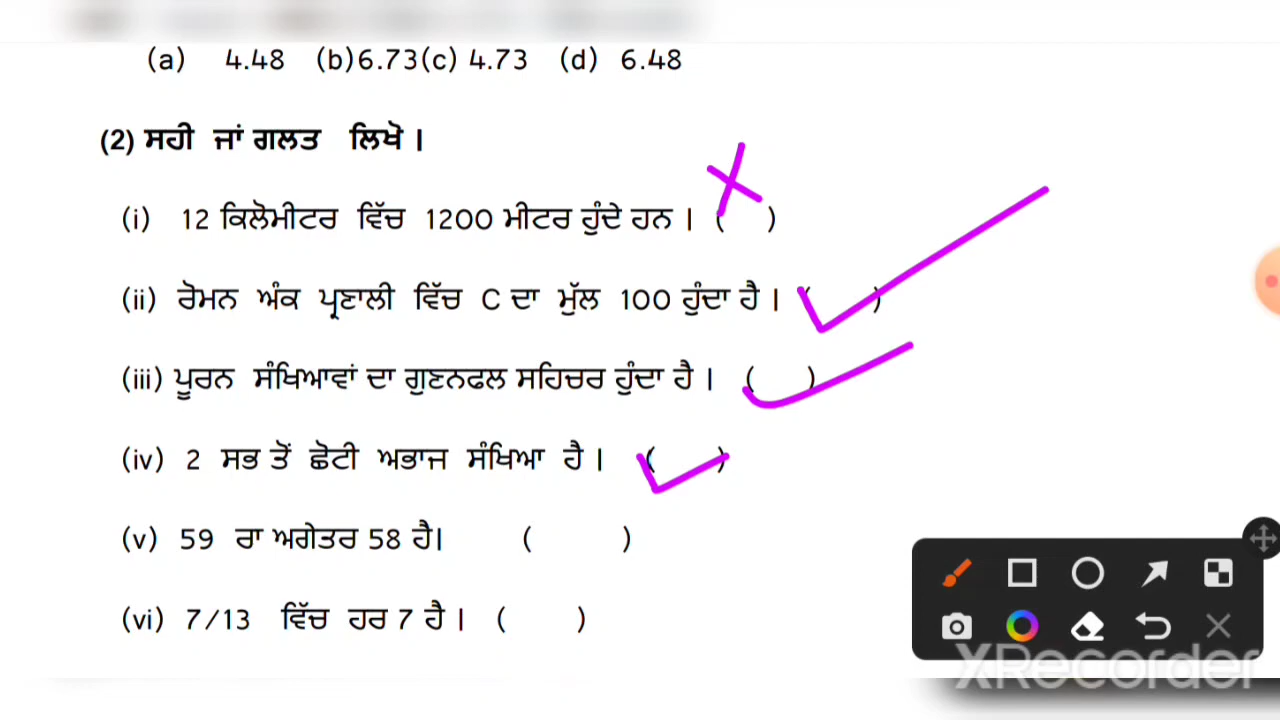 (a) 4.48 (b)6.73(c) 4.73 (d) 6.48
(2) ਸਹੀ ਜਾਂ ਗਲਤ ਲਿਖੋ ।
(i) 12 ਕਿਲੋਮੀਟਰ ਵਿੱਚ 1200 ਮੀਟਰ ਹੁੰਦੇ ਹਨ । ( )
(ii) ਰੋਮਨ ਅੰਕ ਪ੍ਰਣਾਲੀ ਵਿੱਚ C ਦਾ ਮੁੱਲ 100 ਹੁੰਦਾ ਹੈ । ( )
(iii) ਪੂਰਨ ਸੰਖਿਆਵਾਂ ਦਾ ਗੁਣਨਫਲ ਸਹਿਚਰ ਹੁੰਦਾ ਹੈ । ( )
(iv) 2 ਸਭ ਤੋਂ ਛੋਟੀ ਅਭਾਜ ਸੰਖਿਆ ਹੈ । ( )
(v) 59 ਰਾ ਅਗੇਤਰ 58 ਹੈ। ( )
(vi) 7/13 ਵਿੱਚ ਹਰ 7 ਹੈ । ( )
XRecorder